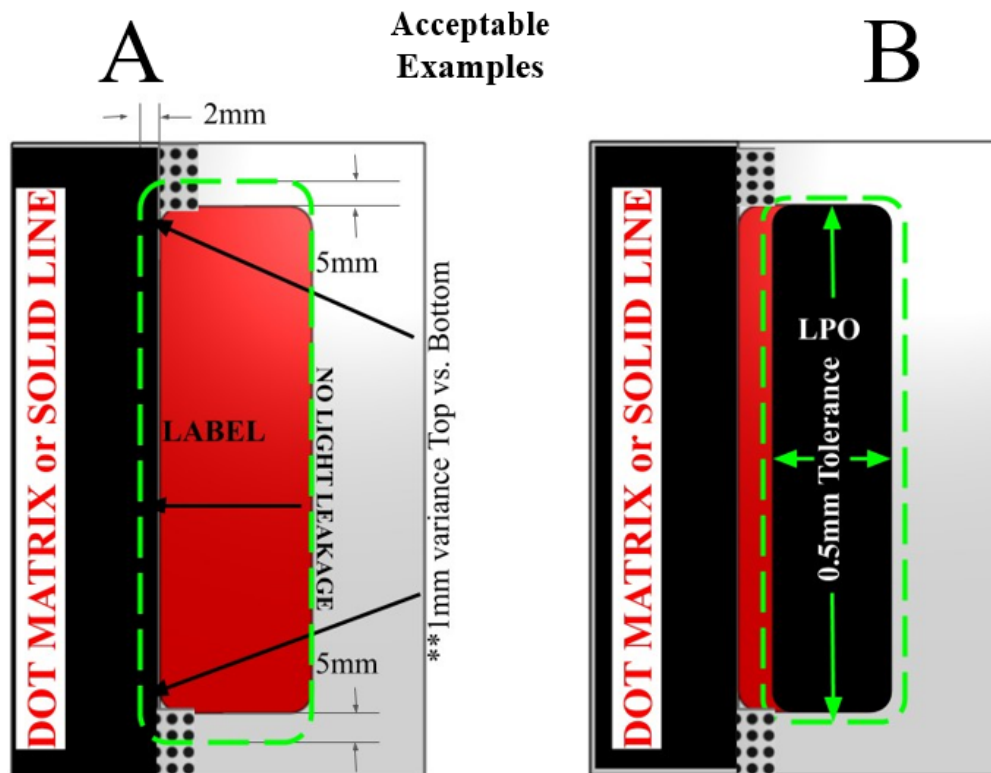 A
Acceptable
Examples
B
2mm
5mm
DOT MATRIX or SOLID LINE
LABEL
NO LIGHT LEAKAGE
**1mm variance Top vs. Bottom
5mm
DOT MATRIX or SOLID LINE
LPO
0.5mm Tolerance